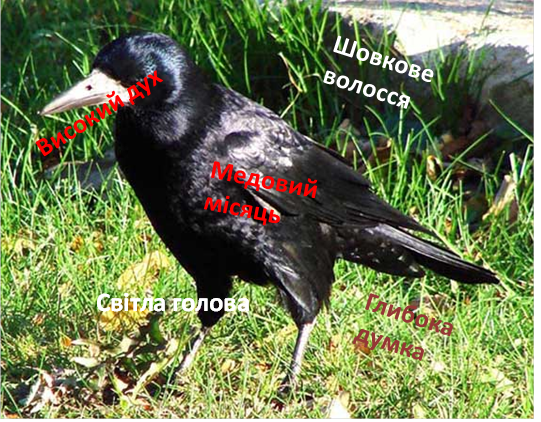 Шовкове
волосся
Високий дух
Медовий
місяць
Світла голова
Глибока
думка